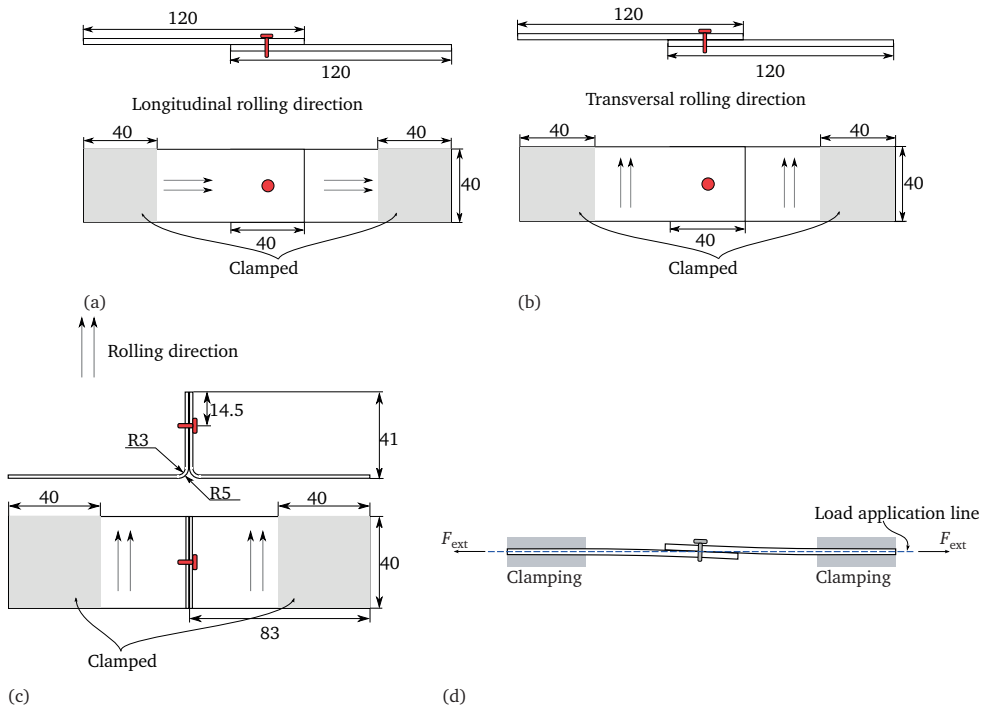 120
120
Longitudinal rolling direction
40
40
40
40
Clamped
(a)
120
120
Transversal rolling direction
40
40
40
40
Clamped
(b)
Rolling direction
14.5
41
R3
R5
40
40
40
83
Clamped
(c)
Load application line
F_ext
F_ext
Clamping
Clamping
(d)